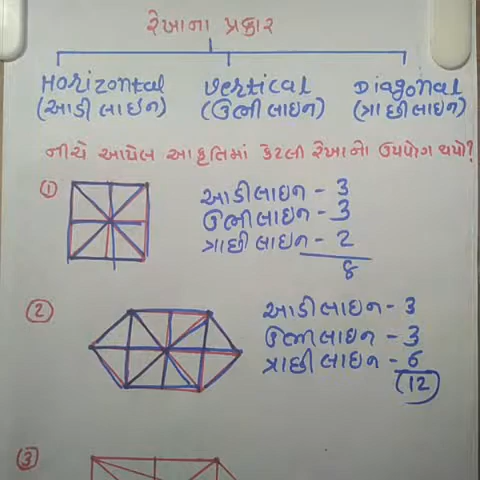 રેખાના પ્રકાર
Horizontal Vertical Diagonal
(આડી લાઇન) (ઉભી લાઇન) (ત્રાછી લાઇન)
નીચે આપેલ આકૃતિમાં કેટલી રેખાનો ઉપયોગ થયો?
① આડી લાઇન - 3
ઉભી લાઇન - 3
ત્રાછી લાઇન - 2
8
② આડી લાઇન - 3
ઉભી લાઇન - 3
ત્રાછી લાઇન - 6
12
③